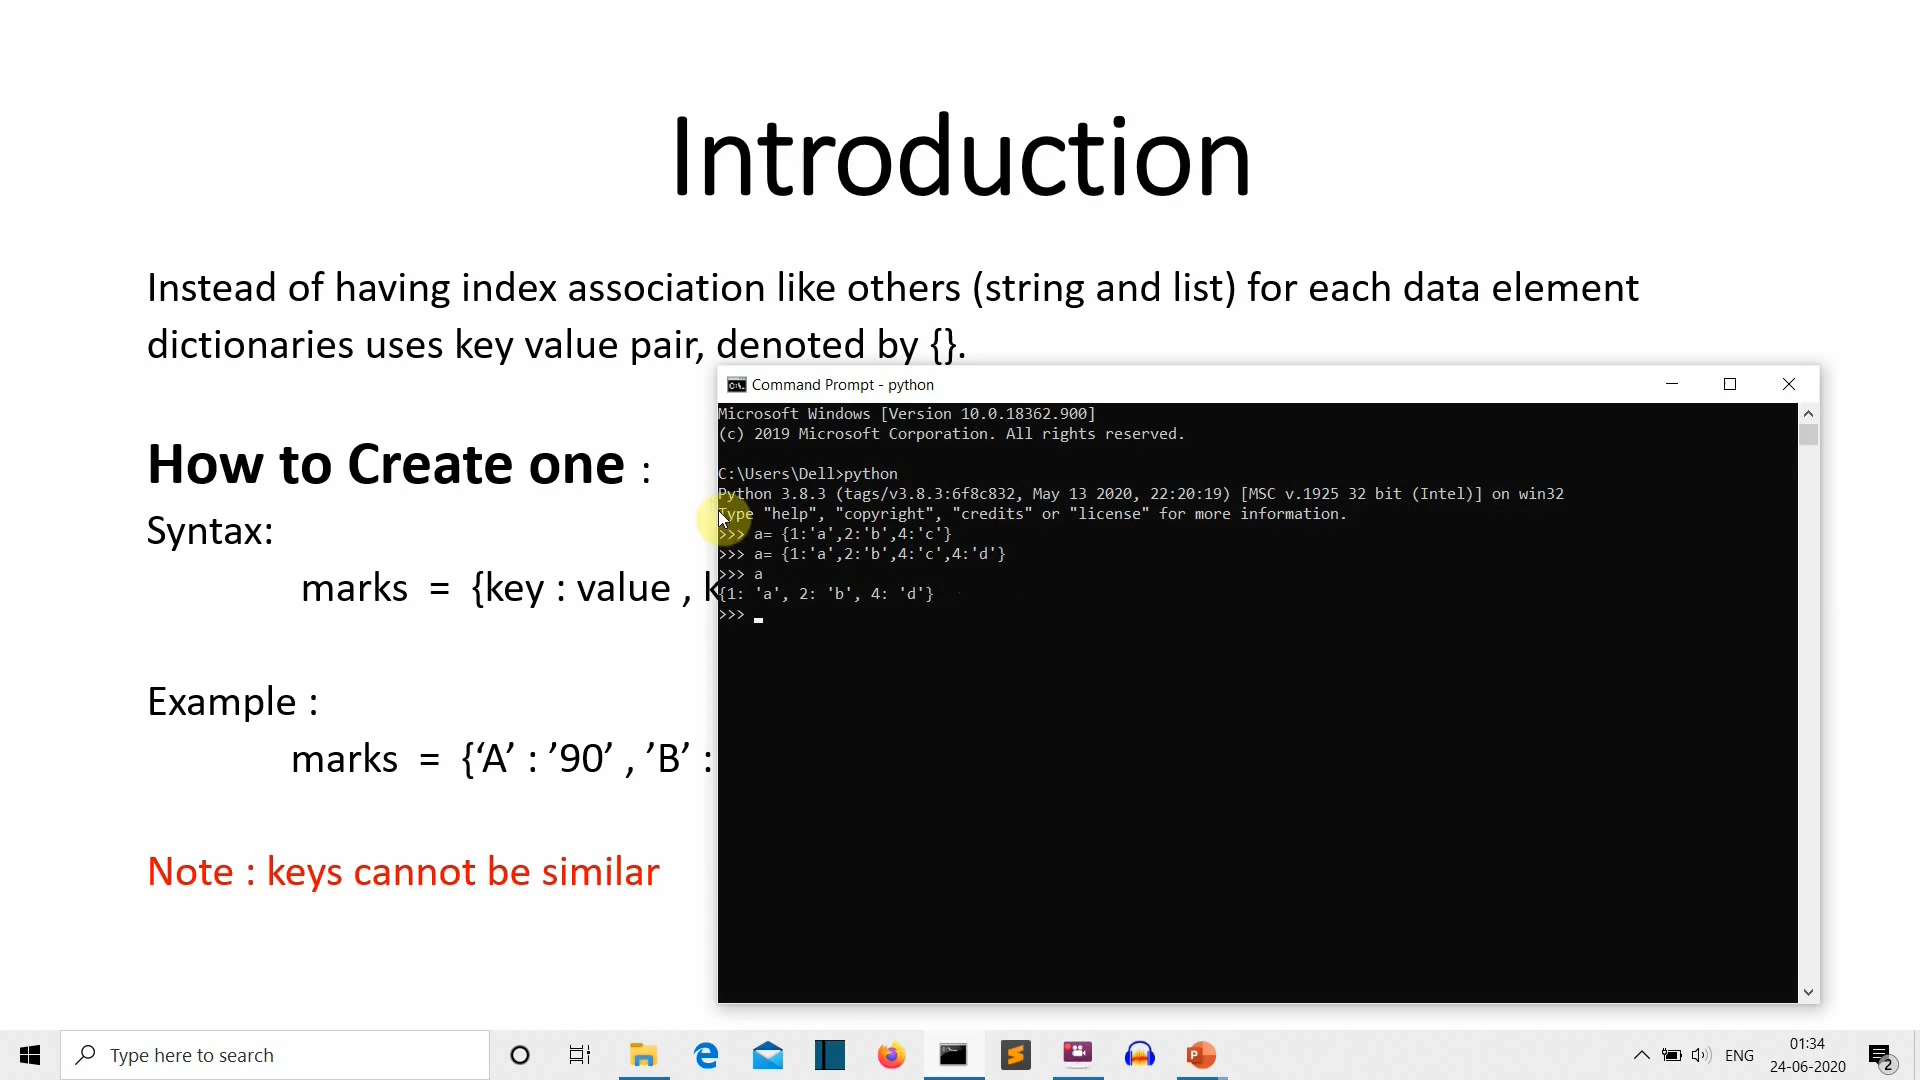 Introduction
Instead of having index association like others (string and list) for each data element
dictionaries uses key value pair, denoted by {}.
How to Create one :
Syntax:
marks = {key : value , k
Example :
marks = {‘A’ : ’90’ , ’B’ :
Note : keys cannot be similar
Command Prompt - python
Microsoft Windows [Version 10.0.18362.900]
(c) 2019 Microsoft Corporation. All rights reserved.
C:\Users\Dell>python
Python 3.8.3 (tags/v3.8.3:6f8c832, May 13 2020, 22:20:19) [MSC v.1925 32 bit (Intel)] on win32
Type "help", "copyright", "credits" or "license" for more information.
>>> a= {1:'a',2:'b',4:'c'}
>>> a= {1:'a',2:'b',4:'c',4:'d'}
>>> a
{1: 'a', 2: 'b', 4: 'd'}
>>>
Type here to search
ENG
01:34
24-06-2020
2